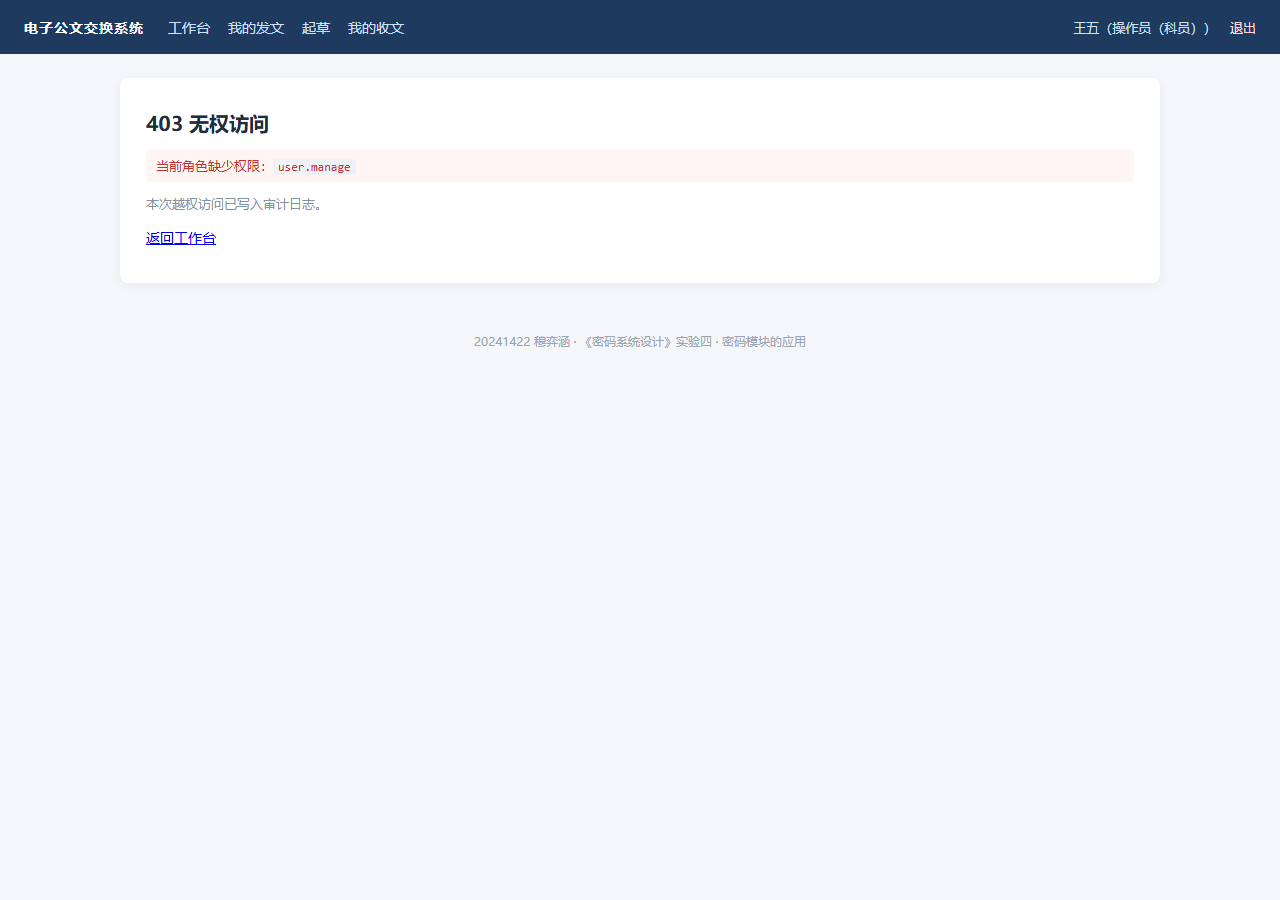 电子公文交换系统 工作台 我的发文 起草 我的收文 王五（操作员（科员）） 退出
403 无权访问
当前角色缺少权限： user.manage
本次越权访问已写入审计日志。
返回工作台
20241422 穆弈涵 · 《密码系统设计》实验四 · 密码模块的应用